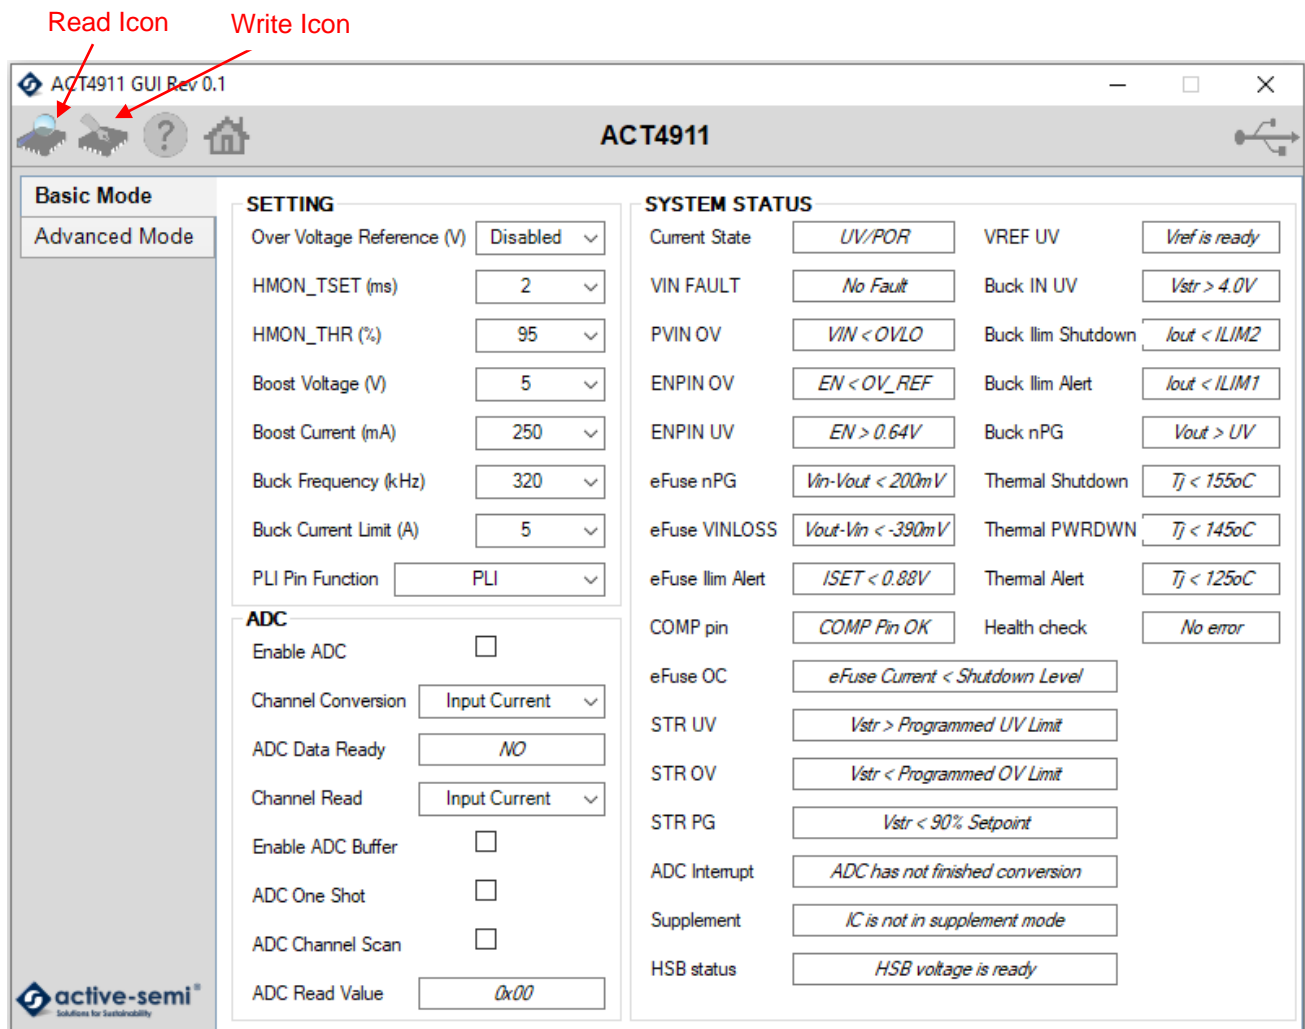 Read Icon
Write Icon
ACT4911 GUI Rev 0.1
?
ACT4911
Basic Mode
Advanced Mode
SETTING
Over Voltage Reference (V) Disabled
HMON_TSET (ms) 2
HMON_THR (%) 95
Boost Voltage (V) 5
Boost Current (mA) 250
Buck Frequency (kHz) 320
Buck Current Limit (A) 5
PLI Pin Function PLI
ADC
Enable ADC
Channel Conversion Input Current
ADC Data Ready NO
Channel Read Input Current
Enable ADC Buffer
ADC One Shot
ADC Channel Scan
ADC Read Value 0x00
SYSTEM STATUS
Current State UV/POR VREF UV Vref is ready
VIN FAULT No Fault Buck IN UV Vstr > 4.0V
PVIN OV VIN < OVLO Buck Ilim Shutdown Iout < ILIM2
ENPIN OV EN < OV_REF Buck Ilim Alert Iout < ILIM1
ENPIN UV EN > 0.64V Buck nPG Vout > UV
eFuse nPG Vin-Vout < 200mV Thermal Shutdown Tj < 155oC
eFuse VINLOSS Vout-Vin < -390mV Thermal PWRDWN Tj < 145oC
eFuse Ilim Alert ISET < 0.88V Thermal Alert Tj < 125oC
COMP pin COMP Pin OK Health check No error
eFuse OC eFuse Current < Shutdown Level
STR UV Vstr > Programmed UV Limit
STR OV Vstr < Programmed OV Limit
STR PG Vstr < 90% Setpoint
ADC Interrupt ADC has not finished conversion
Supplement IC is not in supplement mode
HSB status HSB voltage is ready
active-semi®
Solutions for Sustainability